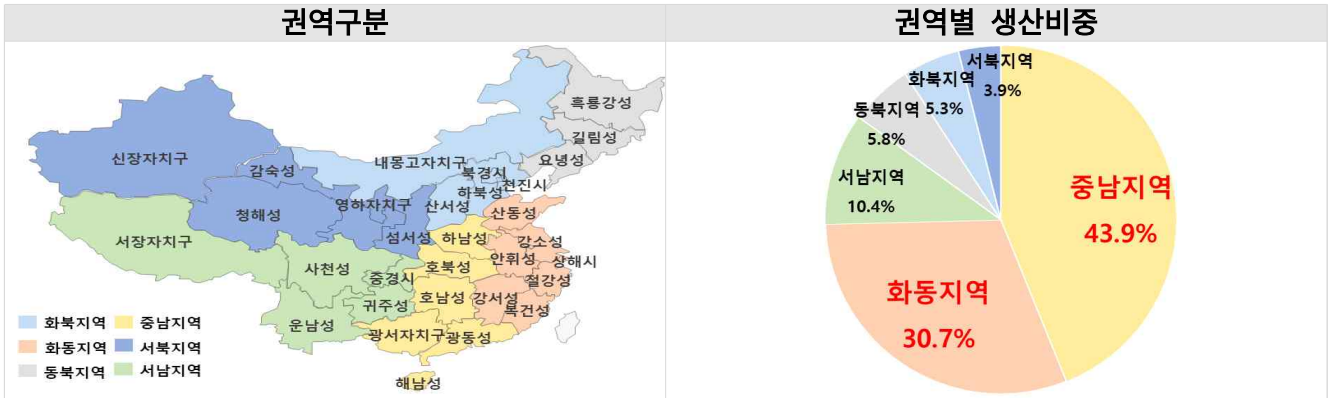 권역구분
권역별 생산비중
흑룡강성
길림성
요녕성
내몽고자치구
북경시
천진시
하북성
산서성
신장자치구
감숙성
영하자치구
청해성
섬서성
산동성
하남성
강소성
서장자치구
사천성
중경시
호북성
안휘성
상해시
절강성
귀주성
호남성
강서성
복건성
운남성
광서자치구
광동성
해남성
화북지역
중남지역
화동지역
서북지역
동북지역
서남지역
서북지역
3.9%
화북지역
5.3%
동북지역
5.8%
서남지역
10.4%
중남지역
43.9%
화동지역
30.7%